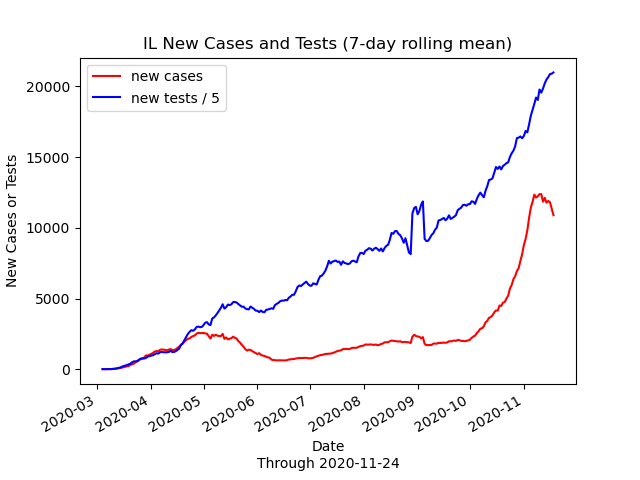 IL New Cases and Tests (7-day rolling mean)
new cases
new tests / 5
20000
15000
10000
5000
0
New Cases or Tests
2020-03
2020-04
2020-05
2020-06
2020-07
2020-08
2020-09
2020-10
2020-11
Date
Through 2020-11-24